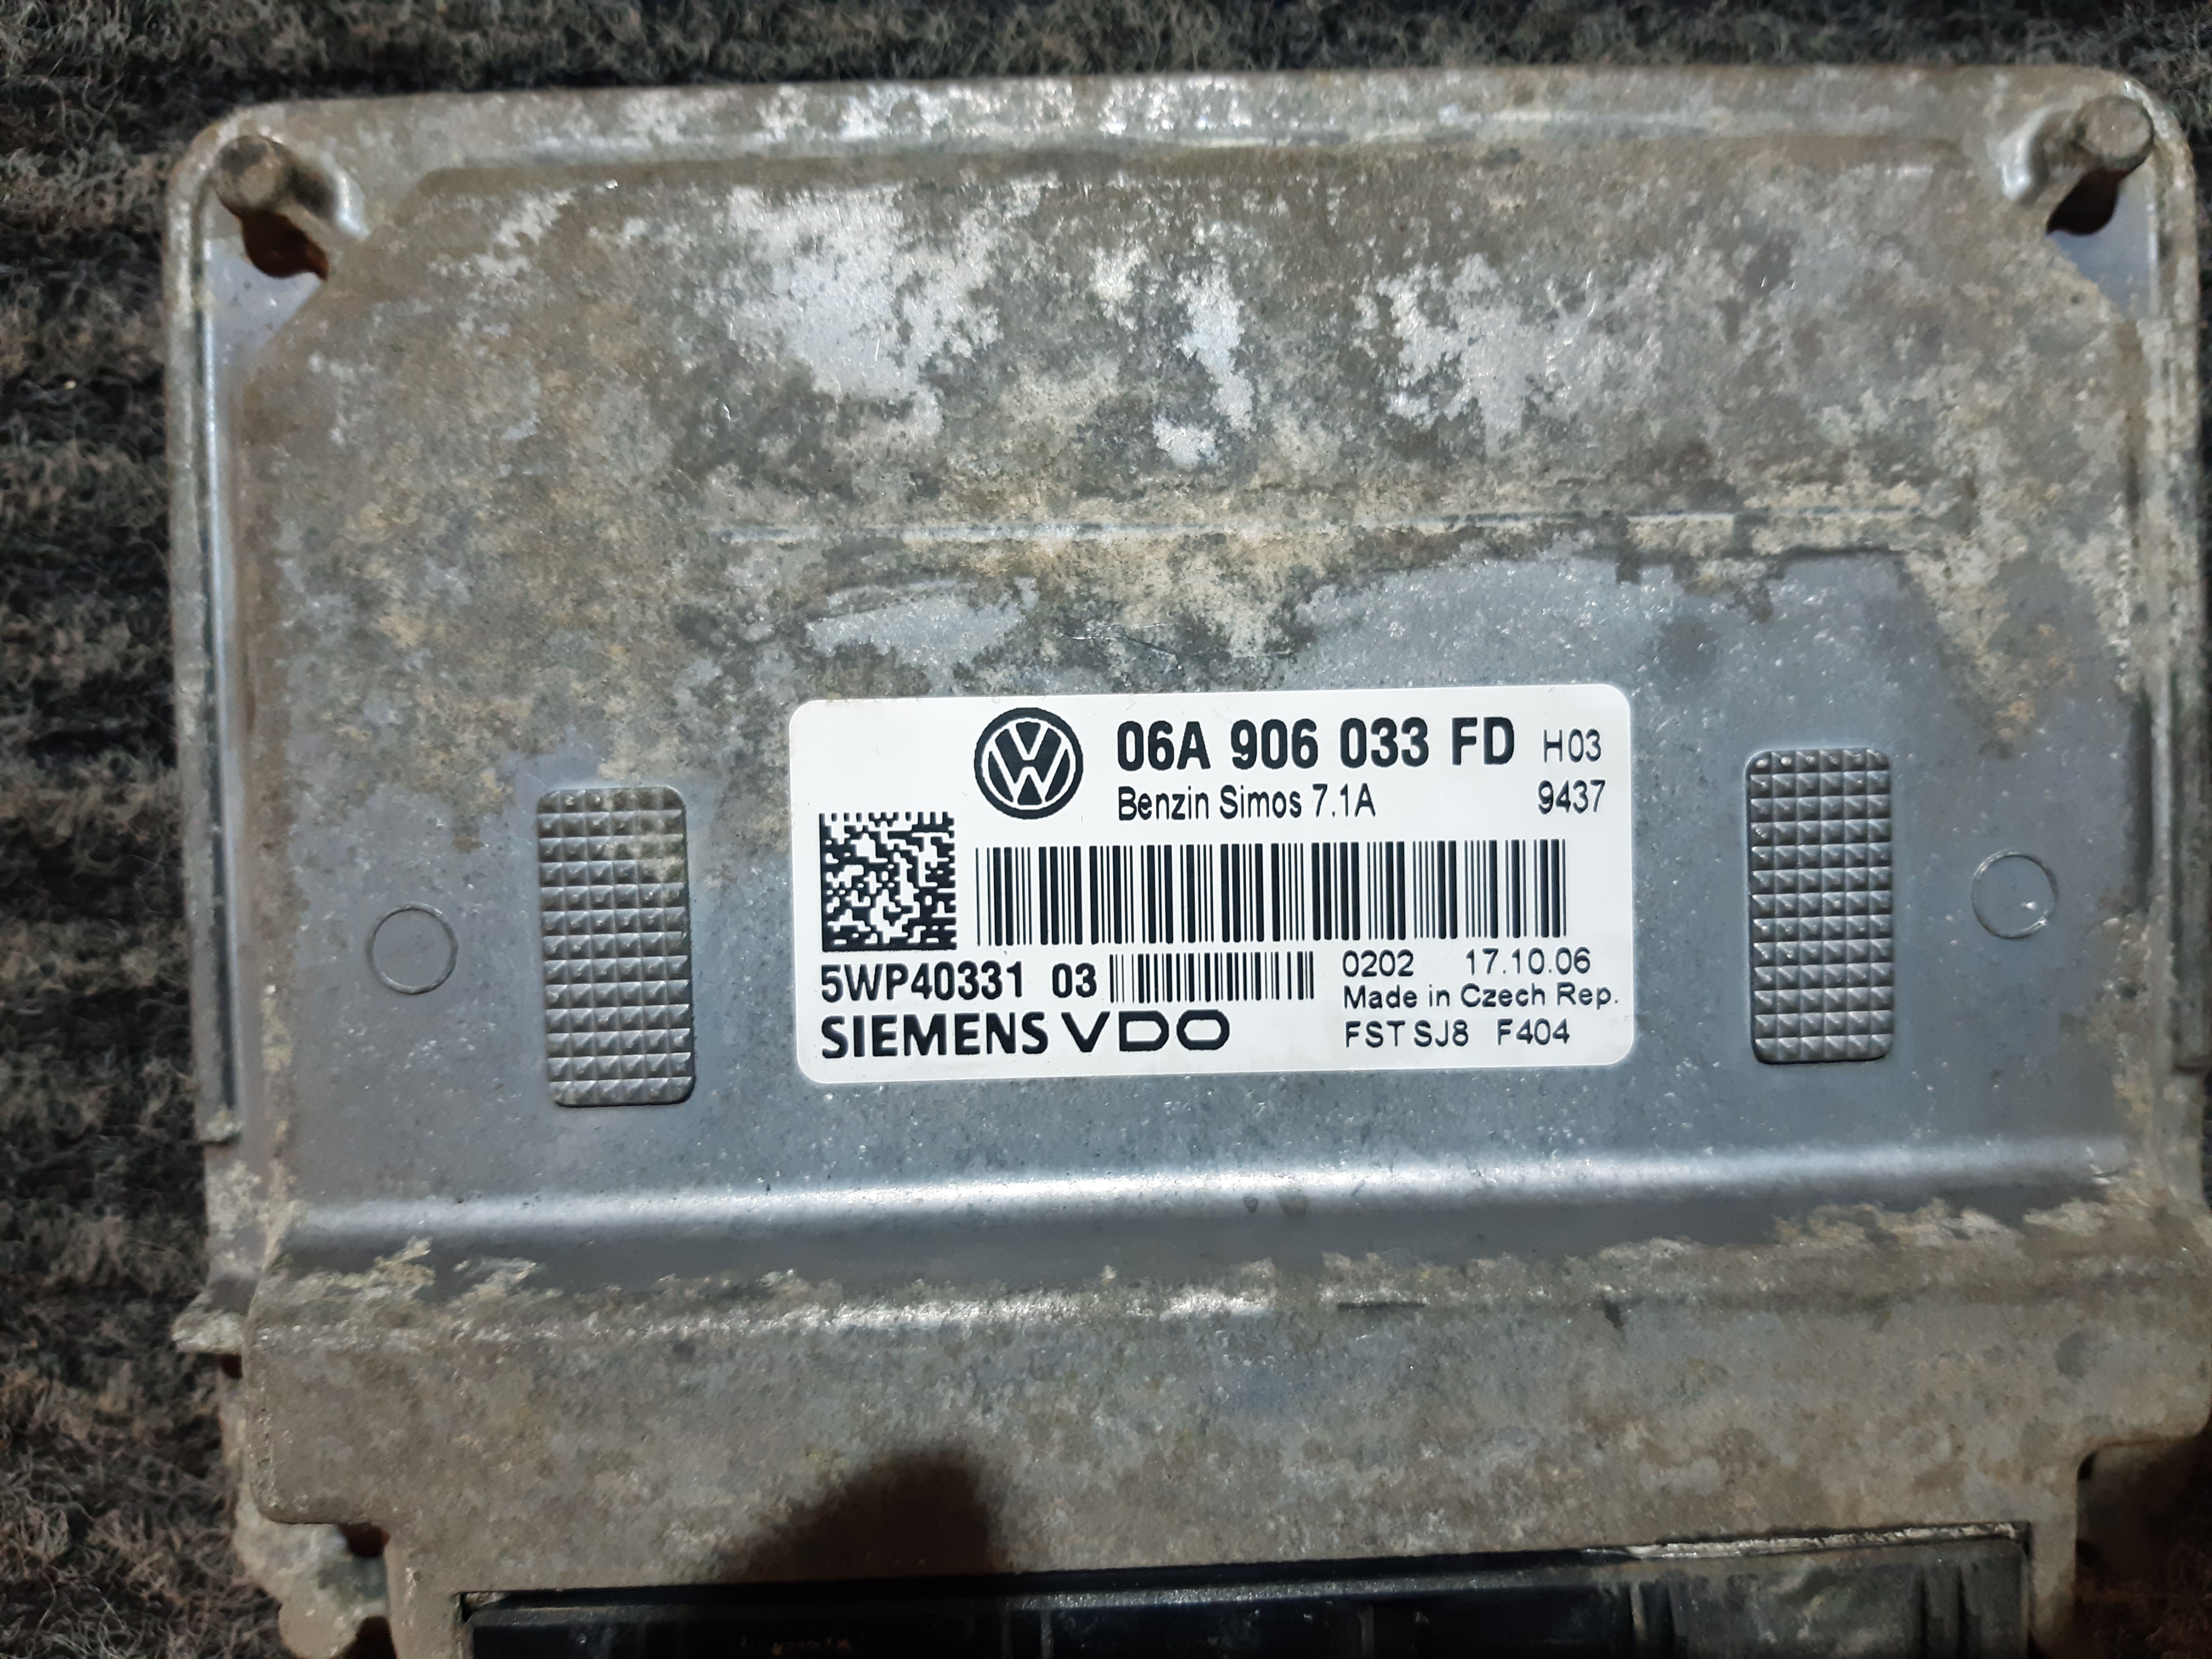 06A 906 033 FD H03
Benzin Simos 7.1A 9437
5WP40331 03
0202 17.10.06
Made in Czech Rep.
SIEMENS VDO
FST SJ8 F404